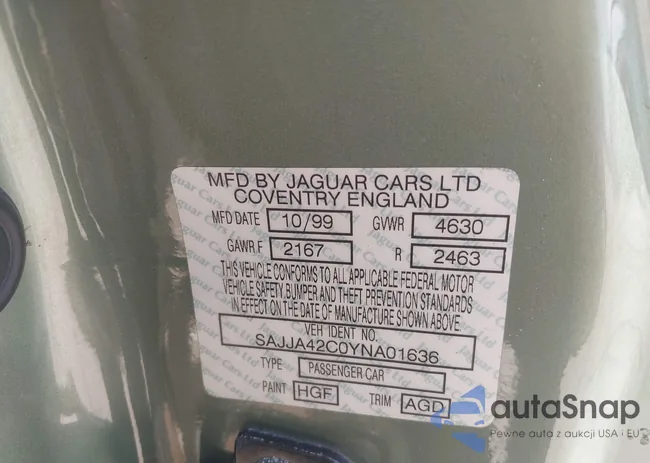 MFD BY JAGUAR CARS LTD
COVENTRY ENGLAND
MFD DATE 10/99 GVWR 4630
GAWR.F 2167 R 2463
THIS VEHICLE CONFORMS TO ALL APPLICABLE FEDERAL MOTOR
VEHICLE SAFETY,BUMPER AND THEFT PREVENTION STANDARDS
IN EFFECT ON THE DATE OF MANUFACTURE SHOWN ABOVE.
VEH IDENT NO.
SAJJA42C0YNA01636
TYPE PASSENGER CAR
PAINT HGF TRIM AGD
autaSnap
Pewne auta z aukcji USA i EU